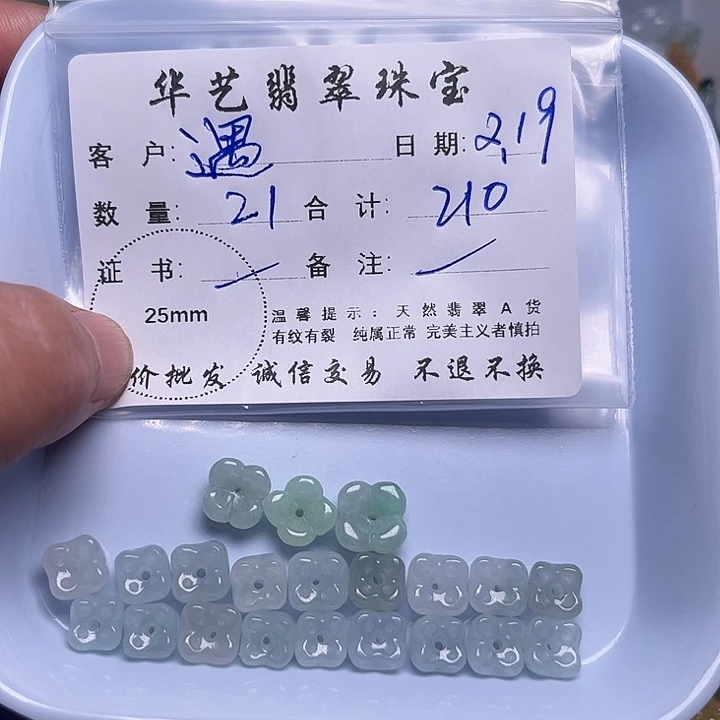 华艺翡翠珠宝
客户: 遇 日期: 2.19
数量: 21 合计: 210
证书: 备注:
25mm 温馨提示: 天然翡翠A货
有纹有裂 纯属正常 完美主义者慎拍
价批发 诚信交易 不退不换